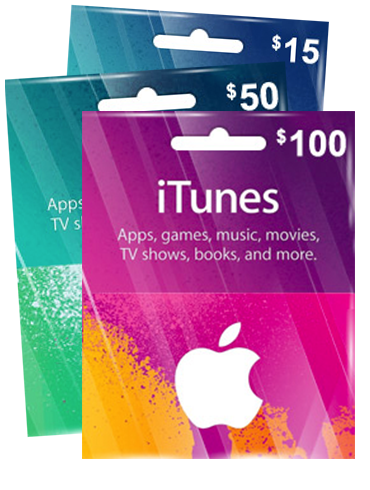 $15
$50
Apps
TV s
$100
iTunes
Apps, games, music, movies,
TV shows, books, and more.